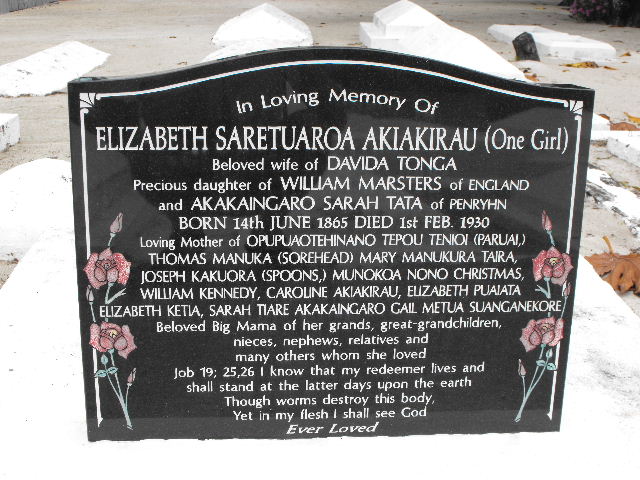 In Loving Memory Of
ELIZABETH SARETUAROA AKIAKIRAU (One Girl)
Beloved wife of DAVIDA TONGA
Precious daughter of WILLIAM MARSTERS of ENGLAND
and AKAKAINGARO SARAH TATA of PENRYHN
BORN 14th JUNE 1865 DIED 1st FEB. 1930
Loving Mother of OPUPUAOTEHINANO TEPOU TENIOI (PARUAI,)
THOMAS MANUKA (SOREHEAD) MARY MANUKURA TAIRA,
JOSEPH KAKUORA (SPOONS,) MUNOKOA NONO CHRISTMAS,
WILLIAM KENNEDY, CAROLINE AKIAKIRAU, ELIZABETH PUAIATA
ELIZABETH KETIA, SARAH TIARE AKAKAINGARO GAIL METUA SUANGANEKORE
Beloved Big Mama of her grands, great-grandchildren,
nieces, nephews, relatives and
many others whom she loved
Job 19; 25,26 I know that my redeemer lives and
shall stand at the latter days upon the earth
Though worms destroy this body,
Yet in my flesh I shall see God
Ever Loved